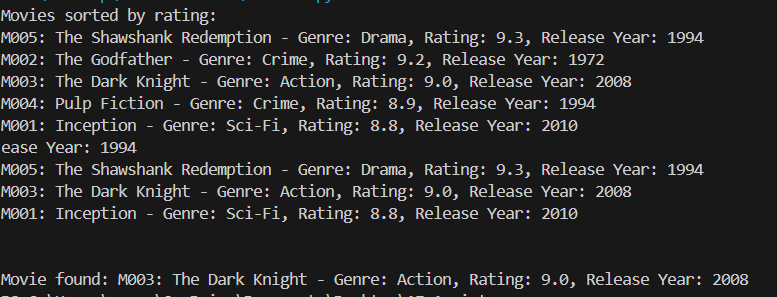 Movies sorted by rating:
M005: The Shawshank Redemption - Genre: Drama, Rating: 9.3, Release Year: 1994
M002: The Godfather - Genre: Crime, Rating: 9.2, Release Year: 1972
M003: The Dark Knight - Genre: Action, Rating: 9.0, Release Year: 2008
M004: Pulp Fiction - Genre: Crime, Rating: 8.9, Release Year: 1994
M001: Inception - Genre: Sci-Fi, Rating: 8.8, Release Year: 2010
ease Year: 1994
M005: The Shawshank Redemption - Genre: Drama, Rating: 9.3, Release Year: 1994
M003: The Dark Knight - Genre: Action, Rating: 9.0, Release Year: 2008
M001: Inception - Genre: Sci-Fi, Rating: 8.8, Release Year: 2010
Movie found: M003: The Dark Knight - Genre: Action, Rating: 9.0, Release Year: 2008